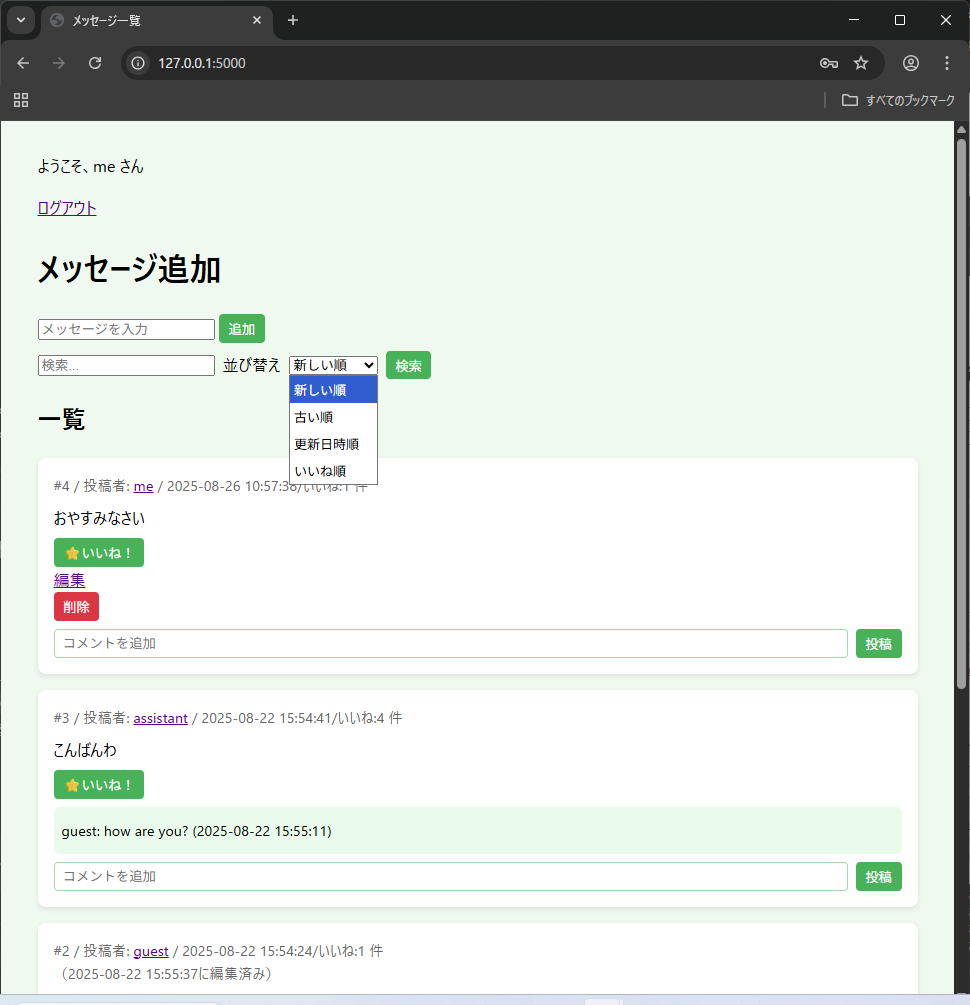 メッセージ一覧
127.0.0.1:5000
すべてのブックマーク
ようこそ、me さん
ログアウト
メッセージ追加
メッセージを入力 追加
検索... 並び替え 新しい順 検索
新しい順
古い順
更新日時順
いいね順
一覧
#4 / 投稿者: me / 2025-08-26 10:57:38/いいね:1 件
おやすみなさい
いいね！
編集
削除
コメントを追加 投稿
#3 / 投稿者: assistant / 2025-08-22 15:54:41/いいね:4 件
こんばんわ
いいね！
guest: how are you? (2025-08-22 15:55:11)
コメントを追加 投稿
#2 / 投稿者: guest / 2025-08-22 15:54:24/いいね:1 件
（2025-08-22 15:55:37に編集済み）